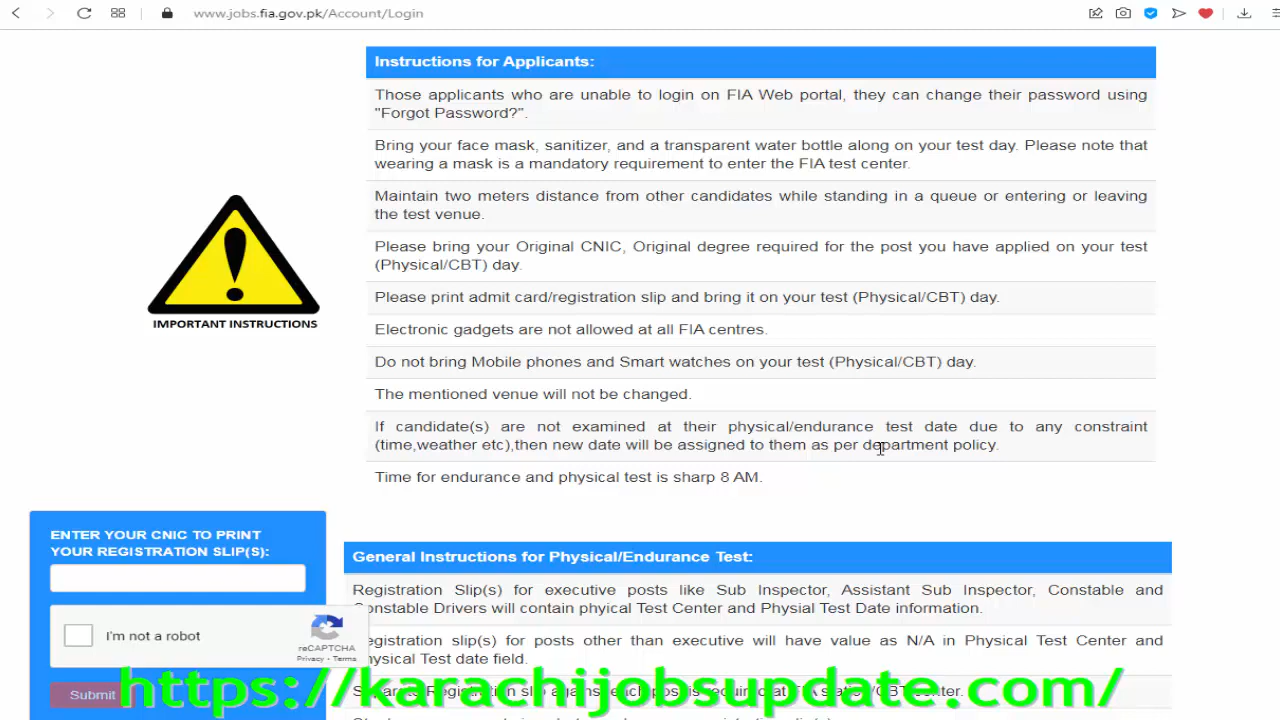 www.jobs.fia.gov.pk/Account/Login
Instructions for Applicants:
Those applicants who are unable to login on FIA Web portal, they can change their password using
"Forgot Password?".
Bring your face mask, sanitizer, and a transparent water bottle along on your test day. Please note that
wearing a mask is a mandatory requirement to enter the FIA test center.
Maintain two meters distance from other candidates while standing in a queue or entering or leaving
the test venue.
Please bring your Original CNIC, Original degree required for the post you have applied on your test
(Physical/CBT) day.
Please print admit card/registration slip and bring it on your test (Physical/CBT) day.
Electronic gadgets are not allowed at all FIA centres.
Do not bring Mobile phones and Smart watches on your test (Physical/CBT) day.
The mentioned venue will not be changed.
If candidate(s) are not examined at their physical/endurance test date due to any constraint
(time,weather etc),then new date will be assigned to them as per department policy.
Time for endurance and physical test is sharp 8 AM.
IMPORTANT INSTRUCTIONS
ENTER YOUR CNIC TO PRINT
YOUR REGISTRATION SLIP(S):
I'm not a robot
reCAPTCHA
Privacy - Terms
Submit
General Instructions for Physical/Endurance Test:
Registration Slip(s) for executive posts like Sub Inspector, Assistant Sub Inspector, Constable and
Constable Drivers will contain phyical Test Center and Physial Test Date information.
egistration slip(s) for posts other than executive will have value as N/A in Physical Test Center and
hysical Test date field.
https://karachijobsupdate.com/